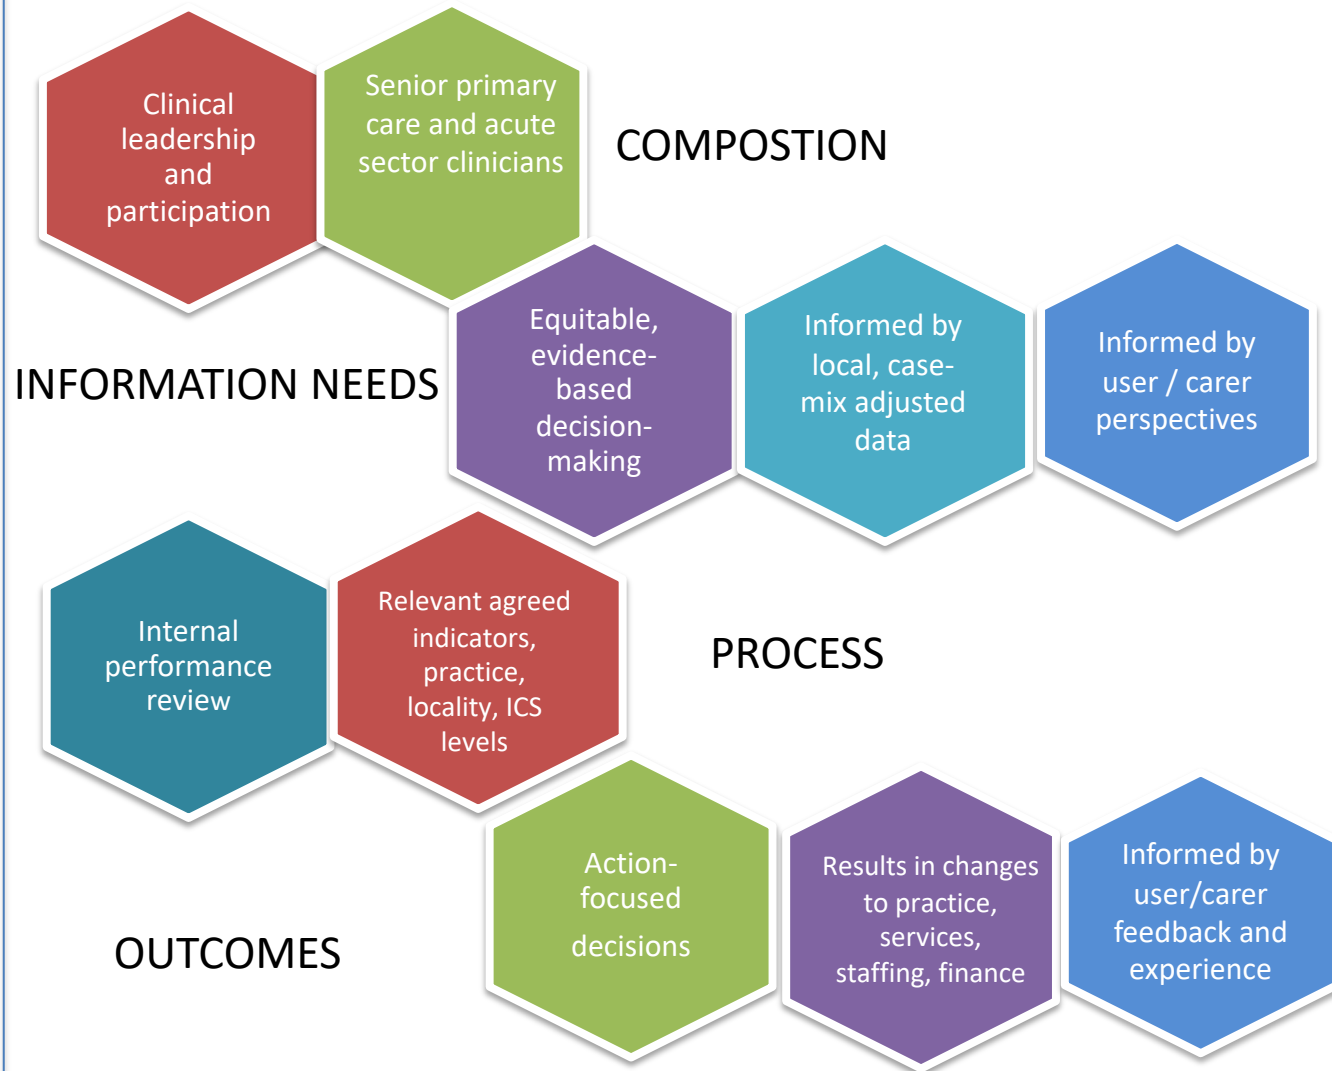 Clinical
leadership
and
participation
Senior primary
care and acute
sector clinicians
COMPOSTION
INFORMATION NEEDS
Equitable,
evidence-
based
decision-
making
Informed by
local, case-
mix adjusted
data
Informed by
user / carer
perspectives
Internal
performance
review
Relevant agreed
indicators,
practice,
locality, ICS
levels
PROCESS
OUTCOMES
Action-
focused
decisions
Results in changes
to practice,
services,
staffing, finance
Informed by
user/carer
feedback and
experience